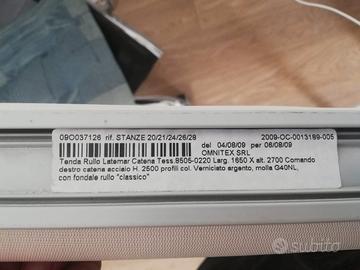 09O037126 rif. STANZE 20/21/24/26/28
2009-OC-0013189-005
del 04/08/09 per 06/08/09
OMNITEX SRL
Tenda Rullo Latemar Catena Tess.8505-0220 Larg. 1650 X alt. 2700 Comando
destro catena acciaio H. 2500 profili col. Verniciato argento, molla G40NL,
con fondale rullo "classico"
subito